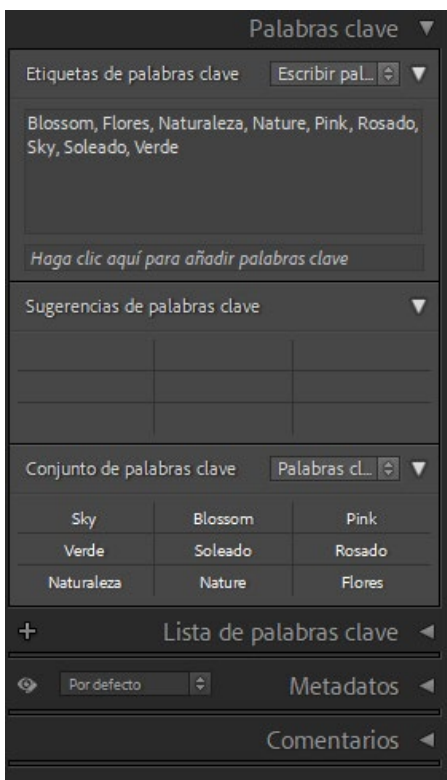 Palabras clave
Etiquetas de palabras clave Escribir pal...
Blossom, Flores, Naturaleza, Nature, Pink, Rosado,
Sky, Soleado, Verde
Haga clic aquí para añadir palabras clave
Sugerencias de palabras clave
Conjunto de palabras clave Palabras cl...
Sky Blossom Pink
Verde Soleado Rosado
Naturaleza Nature Flores
Lista de palabras clave
Por defecto Metadatos
Comentarios